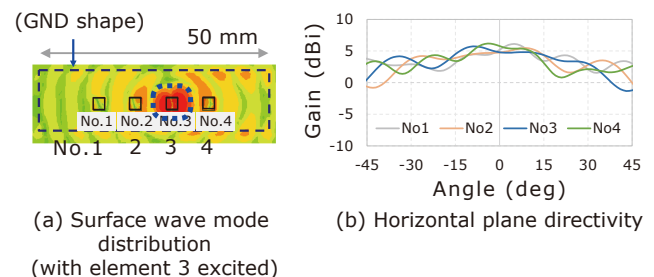 (GND shape)
50 mm
No.1 No.2 No.3 No.4
No.1 2 3 4
(a) Surface wave mode
distribution
(with element 3 excited)
Gain (dBi)
10
5
0
-5
-10
No1 No2 No3 No4
-45 -30 -15 0 15 30 45
Angle (deg)
(b) Horizontal plane directivity